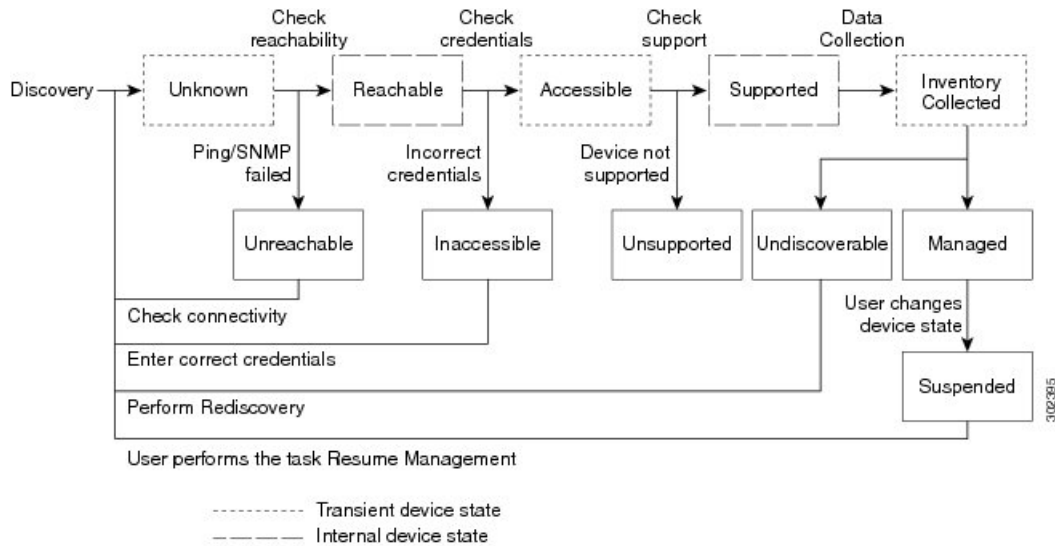 Check
reachability
Check
credentials
Check
support
Data
Collection
Discovery
Unknown
Reachable
Accessible
Supported
Inventory
Collected
Ping/SNMP
failed
Incorrect
credentials
Device not
supported
Unreachable
Inaccessible
Unsupported
Undiscoverable
Managed
Check connectivity
User changes
device state
Enter correct credentials
Suspended
Perform Rediscovery
User performs the task Resume Management
302395
Transient device state
Internal device state